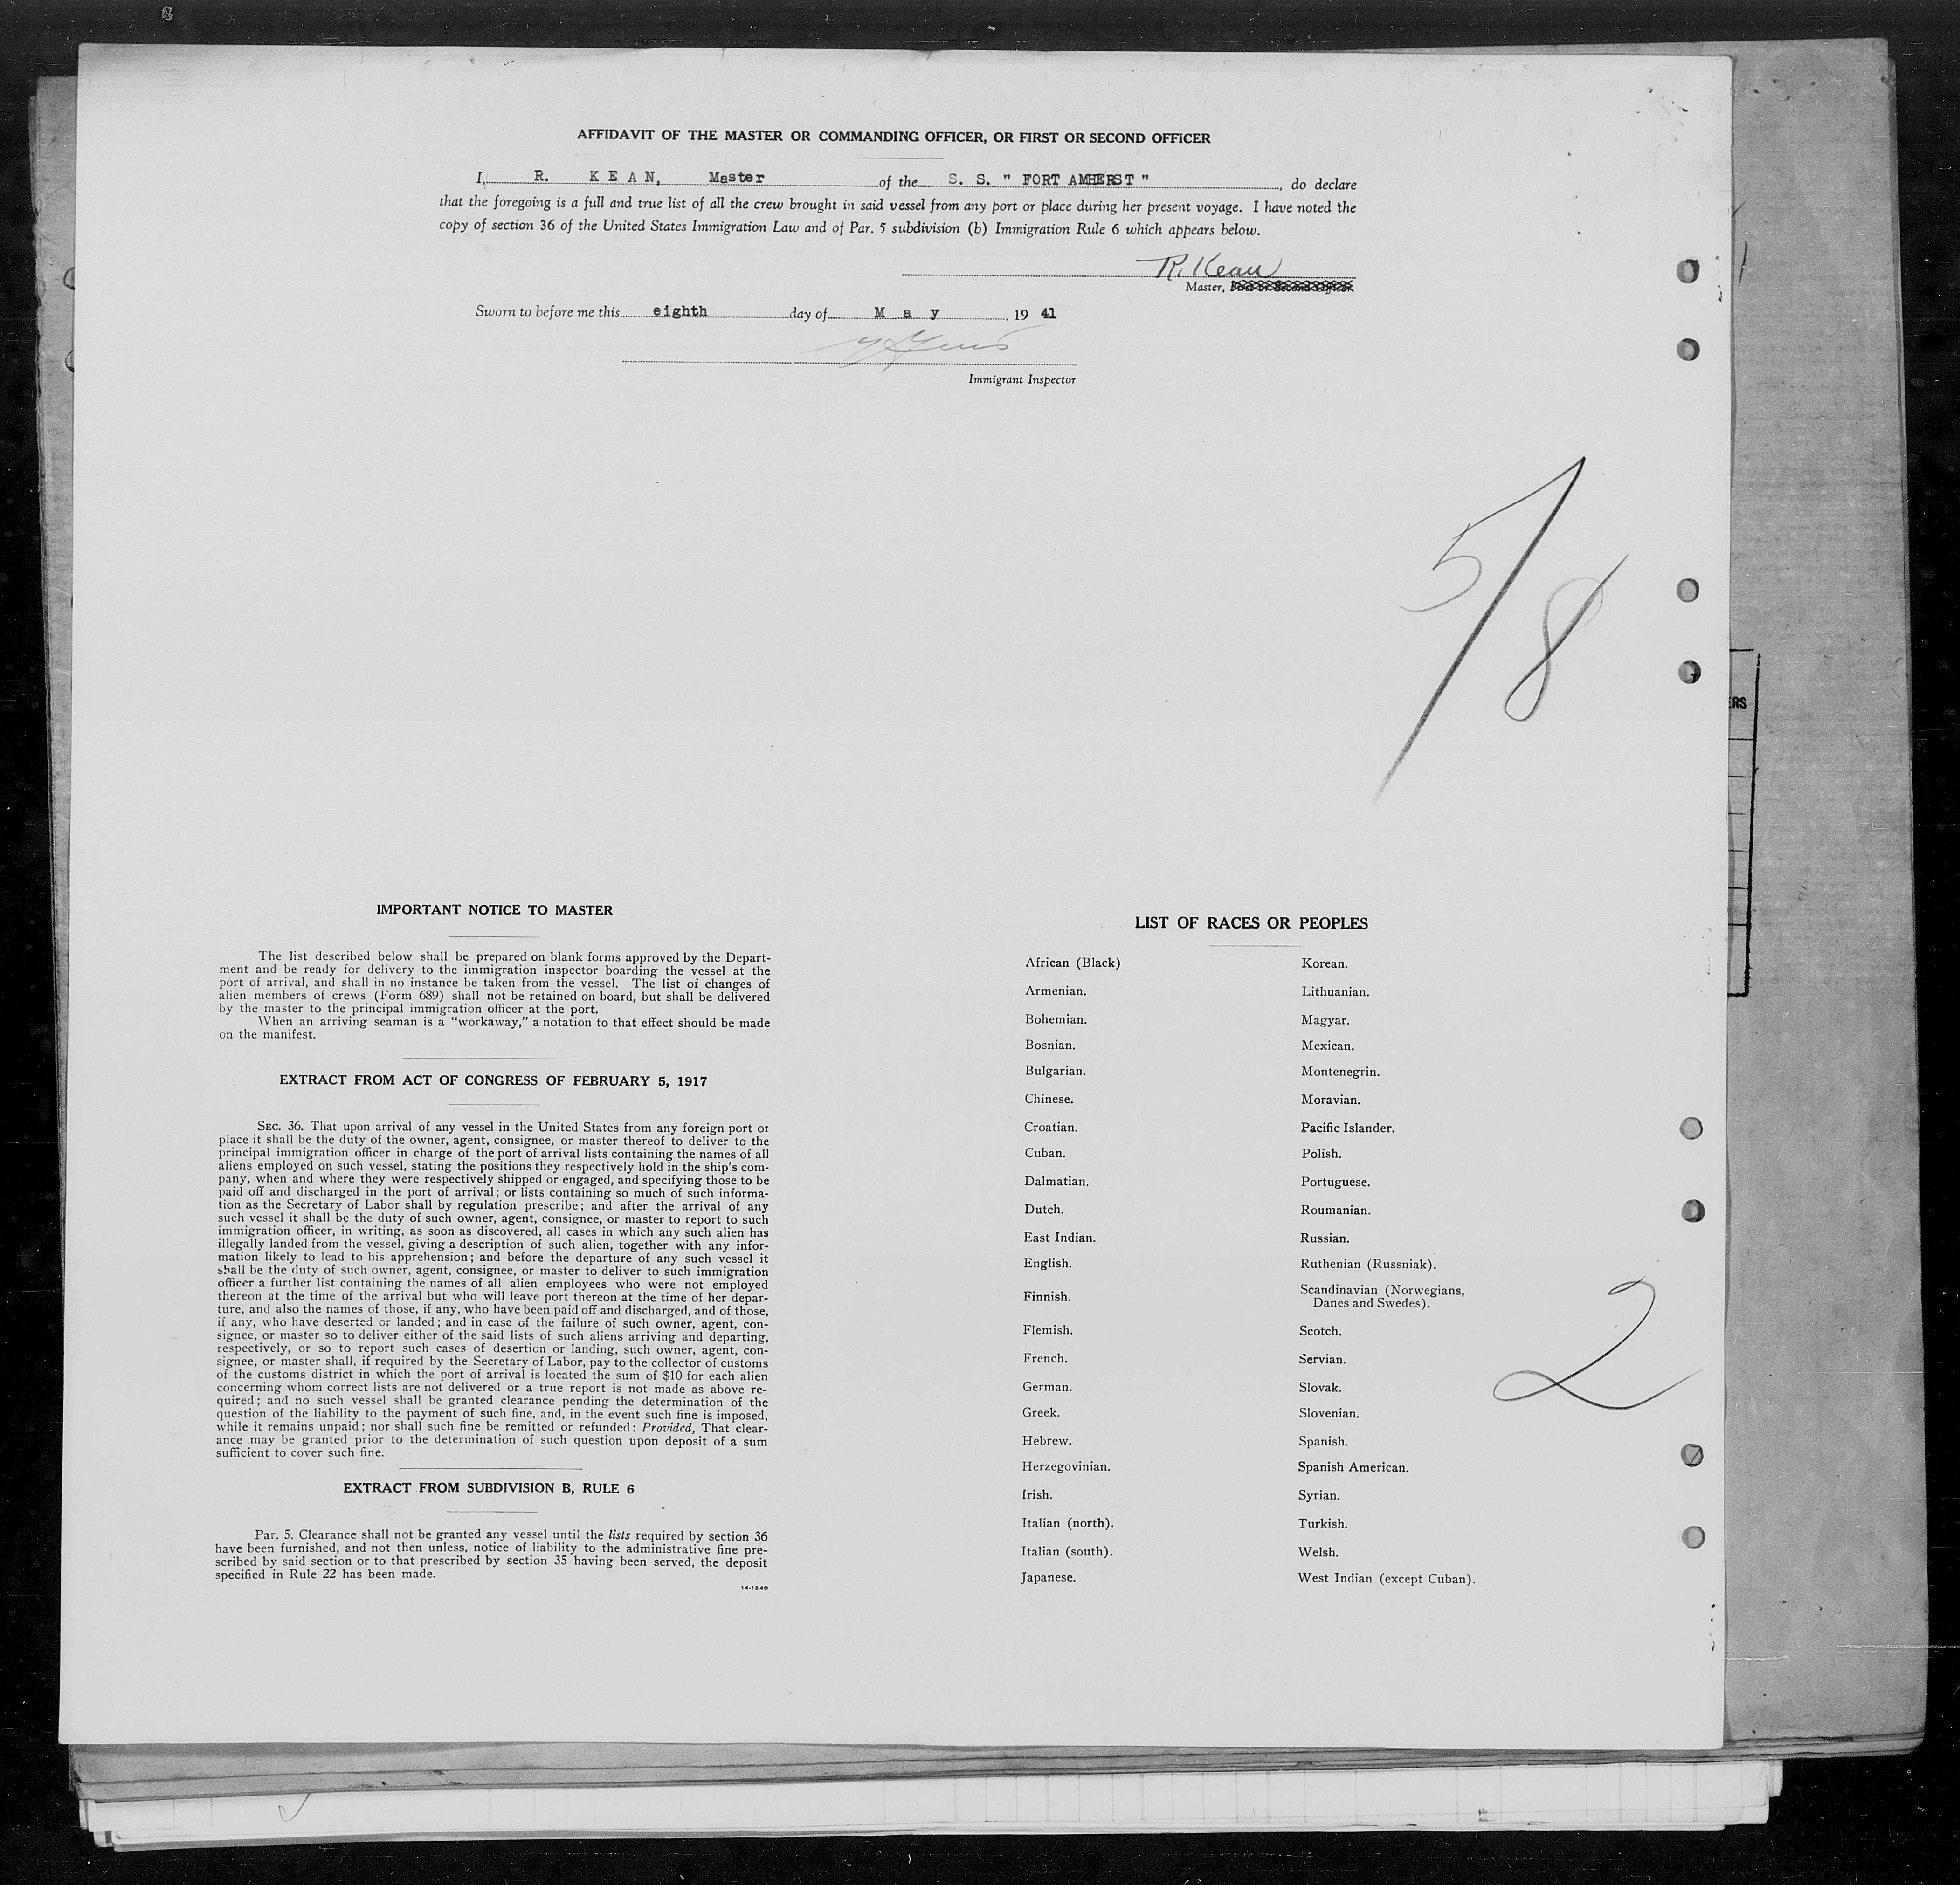 AFFIDAVIT OF THE MASTER OR COMMANDING OFFICER, OR FIRST OR SECOND OFFICER
I, R. KEAN, Master of the S. S. " FORT AMHERST ", do declare
that the foregoing is a full and true list of all the crew brought in said vessel from any port or place during her present voyage. I have noted the
copy of section 36 of the United States Immigration Law and of Par. 5 subdivision (b) Immigration Rule 6 which appears below.
R. Kean
Master, First or Second Officer.
Sworn to before me this eighth day of May, 19 41
Immigrant Inspector
5/8
ERS
IMPORTANT NOTICE TO MASTER
The list described below shall be prepared on blank forms approved by the Depart-
ment and be ready for delivery to the immigration inspector boarding the vessel at the
port of arrival, and shall in no instance be taken from the vessel. The list of changes of
alien members of crews (Form 689) shall not be retained on board, but shall be delivered
by the master to the principal immigration officer at the port.
When an arriving seaman is a "workaway," a notation to that effect should be made
on the manifest.
EXTRACT FROM ACT OF CONGRESS OF FEBRUARY 5, 1917
SEC. 36. That upon arrival of any vessel in the United States from any foreign port or
place it shall be the duty of the owner, agent, consignee, or master thereof to deliver to the
principal immigration officer in charge of the port of arrival lists containing the names of all
aliens employed on such vessel, stating the positions they respectively hold in the ship's com-
pany, when and where they were respectively shipped or engaged, and specifying those to be
paid off and discharged in the port of arrival; or lists containing so much of such informa-
tion as the Secretary of Labor shall by regulation prescribe; and after the arrival of any
such vessel it shall be the duty of such owner, agent, consignee, or master to report to such
immigration officer, in writing, as soon as discovered, all cases in which any such alien has
illegally landed from the vessel, giving a description of such alien, together with any infor-
mation likely to lead to his apprehension; and before the departure of any such vessel it
shall be the duty of such owner, agent, consignee, or master to deliver to such immigration
officer a further list containing the names of all alien employees who were not employed
thereon at the time of the arrival but who will leave port thereon at the time of her depar-
ture, and also the names of those, if any, who have been paid off and discharged, and of those,
if any, who have deserted or landed; and in case of the failure of such owner, agent, con-
signee, or master so to deliver either of the said lists of such aliens arriving and departing,
respectively, or so to report such cases of desertion or landing, such owner, agent, con-
signee, or master shall, if required by the Secretary of Labor, pay to the collector of customs
of the customs district in which the port of arrival is located the sum of $10 for each alien
concerning whom correct lists are not delivered or a true report is not made as above re-
quired; and no such vessel shall be granted clearance pending the determination of the
question of the liability to the payment of such fine, and, in the event such fine is imposed,
while it remains unpaid; nor shall such fine be remitted or refunded: Provided, That clear-
ance may be granted prior to the determination of such question upon deposit of a sum
sufficient to cover such fine.
EXTRACT FROM SUBDIVISION B, RULE 6
Par. 5. Clearance shall not be granted any vessel until the lists required by section 36
have been furnished, and not then unless, notice of liability to the administrative fine pre-
scribed by said section or to that prescribed by section 35 having been served, the deposit
specified in Rule 22 has been made.
14-1240
LIST OF RACES OR PEOPLES
African (Black)
Armenian.
Bohemian.
Bosnian.
Bulgarian.
Chinese.
Croatian.
Cuban.
Dalmatian.
Dutch.
East Indian.
English.
Finnish.
Flemish.
French.
German.
Greek.
Hebrew.
Herzegovinian.
Irish.
Italian (north).
Italian (south).
Japanese.
Korean.
Lithuanian.
Magyar.
Mexican.
Montenegrin.
Moravian.
Pacific Islander.
Polish.
Portuguese.
Roumanian.
Russian.
Ruthenian (Russniak).
Scandinavian (Norwegians,
Danes and Swedes).
Scotch.
Servian.
Slovak.
Slovenian.
Spanish.
Spanish American.
Syrian.
Turkish.
Welsh.
West Indian (except Cuban).
2